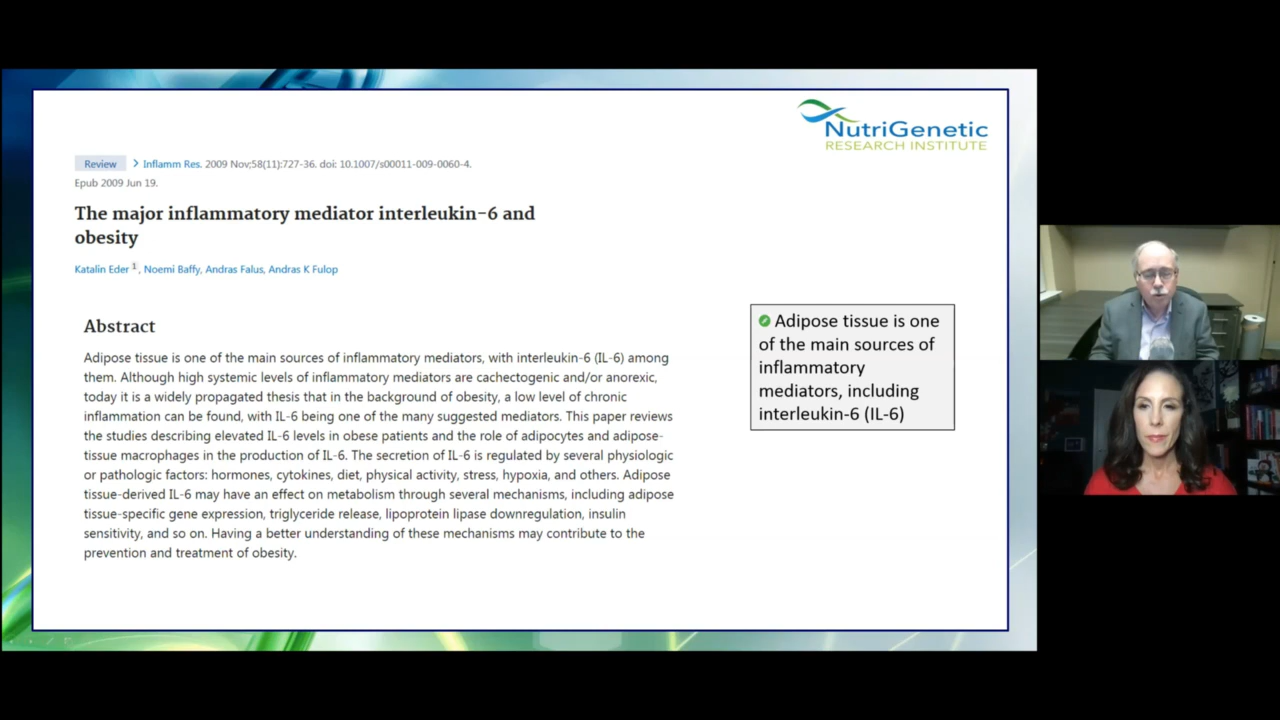 NutriGenetic
RESEARCH INSTITUTE
Review > Inflamm Res. 2009 Nov;58(11):727-36. doi: 10.1007/s00011-009-0060-4.
Epub 2009 Jun 19.
The major inflammatory mediator interleukin-6 and
obesity
Katalin Eder 1, Noemi Baffy, Andras Falus, Andras K Fulop
Abstract
Adipose tissue is one of the main sources of inflammatory mediators, with interleukin-6 (IL-6) among
them. Although high systemic levels of inflammatory mediators are cachectogenic and/or anorexic,
today it is a widely propagated thesis that in the background of obesity, a low level of chronic
inflammation can be found, with IL-6 being one of the many suggested mediators. This paper reviews
the studies describing elevated IL-6 levels in obese patients and the role of adipocytes and adipose-
tissue macrophages in the production of IL-6. The secretion of IL-6 is regulated by several physiologic
or pathologic factors: hormones, cytokines, diet, physical activity, stress, hypoxia, and others. Adipose
tissue-derived IL-6 may have an effect on metabolism through several mechanisms, including adipose
tissue-specific gene expression, triglyceride release, lipoprotein lipase downregulation, insulin
sensitivity, and so on. Having a better understanding of these mechanisms may contribute to the
prevention and treatment of obesity.
Adipose tissue is one
of the main sources of
inflammatory
mediators, including
interleukin-6 (IL-6)